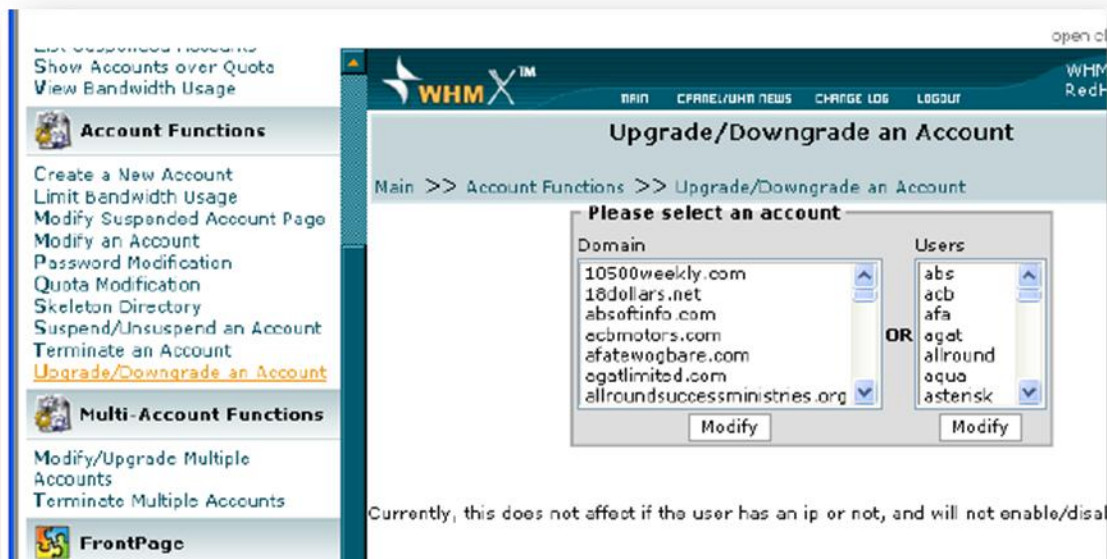 open cl
Show Accounts over Quota
View Bandwidth Usage
Account Functions
Create a New Account
Limit Bandwidth Usage
Modify Suspended Account Page
Modify an Account
Password Modification
Quota Modification
Skeleton Directory
Suspend/Unsuspend an Account
Terminate an Account
Upgrade/Downgrade an Account
Multi-Account Functions
Modify/Upgrade Multiple
Accounts
Terminate Multiple Accounts
FrontPage
WHM X™
MAIN CPANEL/WHM NEWS CHANGE LOG LOGOUT
WHM
RedH
Upgrade/Downgrade an Account
Main >> Account Functions >> Upgrade/Downgrade an Account
Please select an account
Domain
10500weekly.com
18dollars.net
absoftinfo.com
acbmotors.com
afatewogbare.com
agatlimited.com
allroundsuccessministries.org
Modify
OR
Users
abs
acb
afa
agat
allround
aqua
asterisk
Modify
Currently, this does not affect if the user has an ip or not, and will not enable/disal